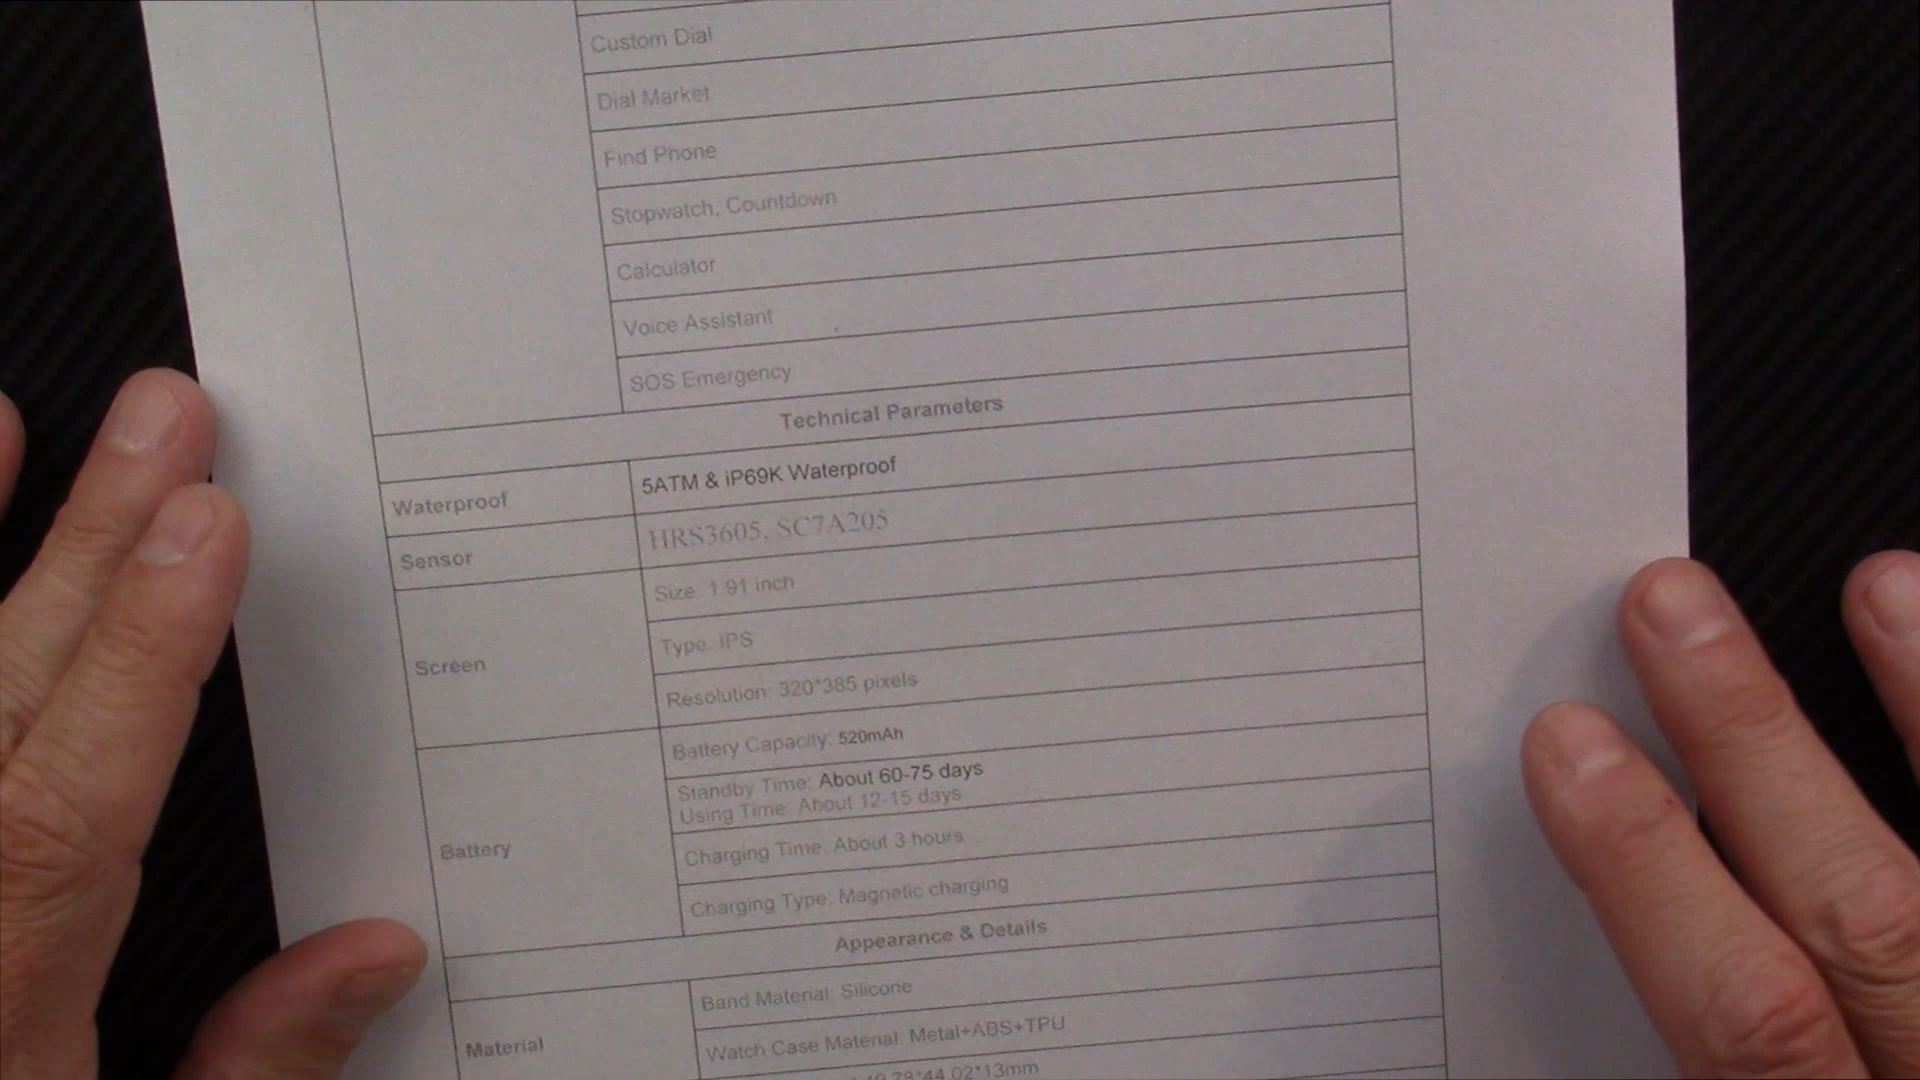 Custom Dial
Dial Market
Find Phone
Stopwatch, Countdown
Calculator
Voice Assistant
SOS Emergency
Technical Parameters
Waterproof
5ATM & iP69K Waterproof
Sensor
HRS3605, SC7A205
Screen
Size: 1.91 inch
Type: IPS
Resolution: 320*385 pixels
Battery
Battery Capacity: 520mAh
Standby Time: About 60-75 days
Using Time: About 12-15 days
Charging Time: About 3 hours
Charging Type: Magnetic charging
Appearance & Details
Material
Band Material: Silicone
Watch Case Material: Metal+ABS+TPU